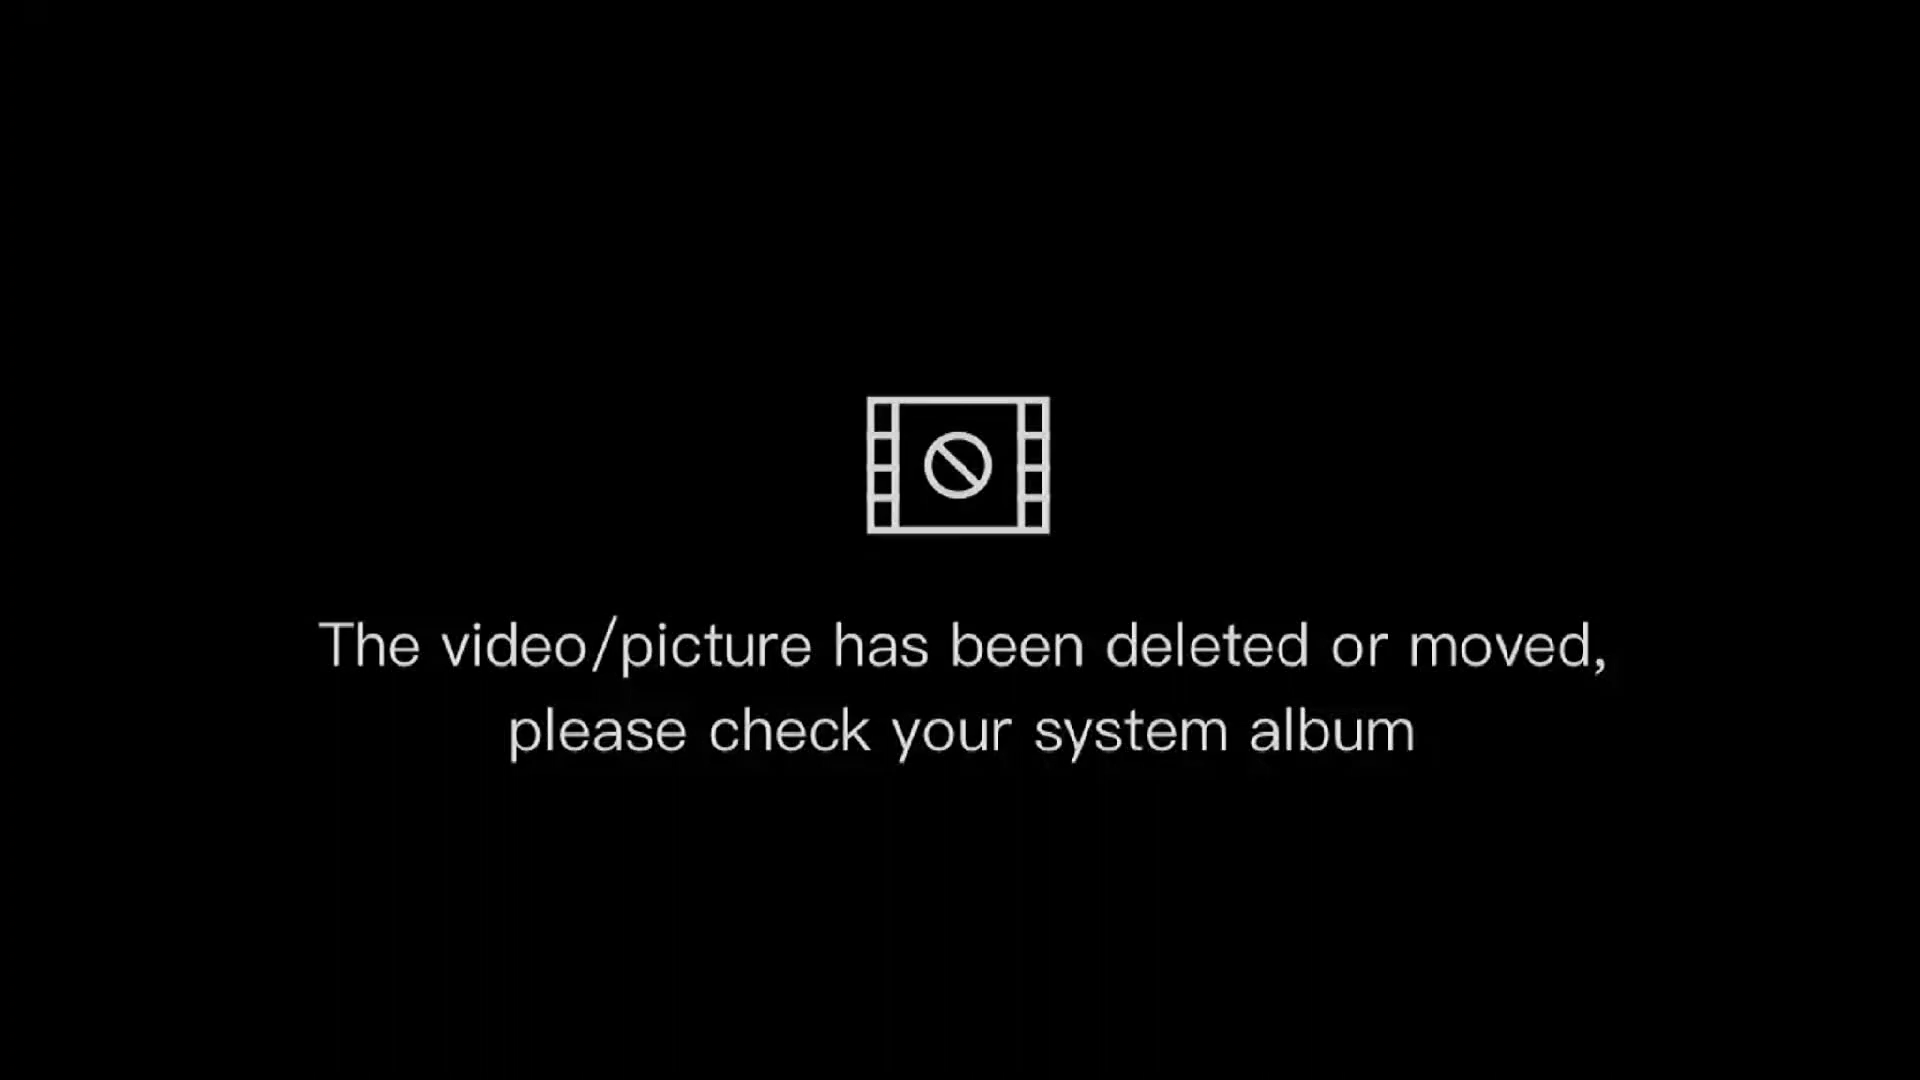 The video/picture has been deleted or moved,
please check your system album